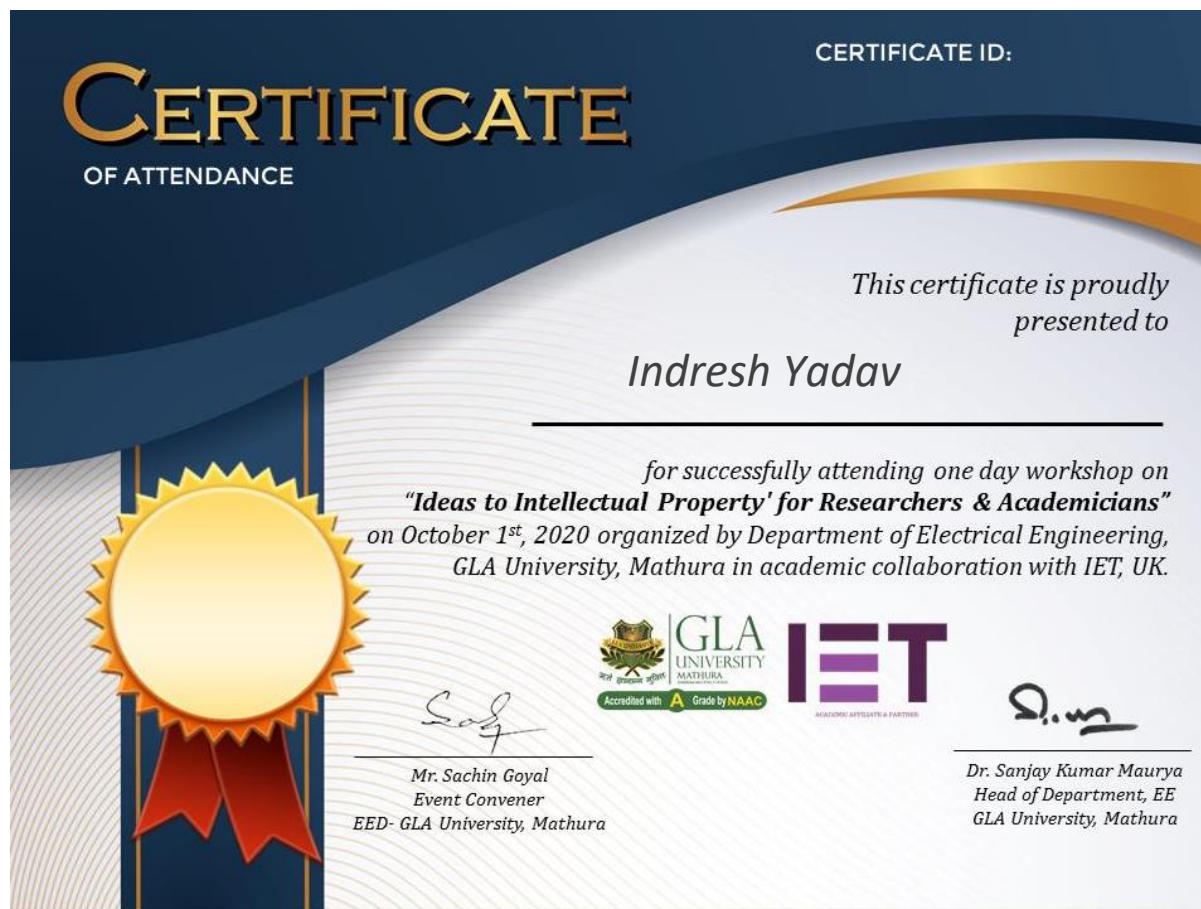 CERTIFICATE ID:
CERTIFICATE
OF ATTENDANCE
This certificate is proudly
presented to
Indresh Yadav
for successfully attending one day workshop on
“Ideas to Intellectual Property' for Researchers & Academicians”
on October 1st, 2020 organized by Department of Electrical Engineering,
GLA University, Mathura in academic collaboration with IET, UK.
GLA
UNIVERSITY
MATHURA
Accredited with A Grade by NAAC
IET
ACADEMIC AFFILIATE & PARTNER
Mr. Sachin Goyal
Event Convener
EED- GLA University, Mathura
Dr. Sanjay Kumar Maurya
Head of Department, EE
GLA University, Mathura